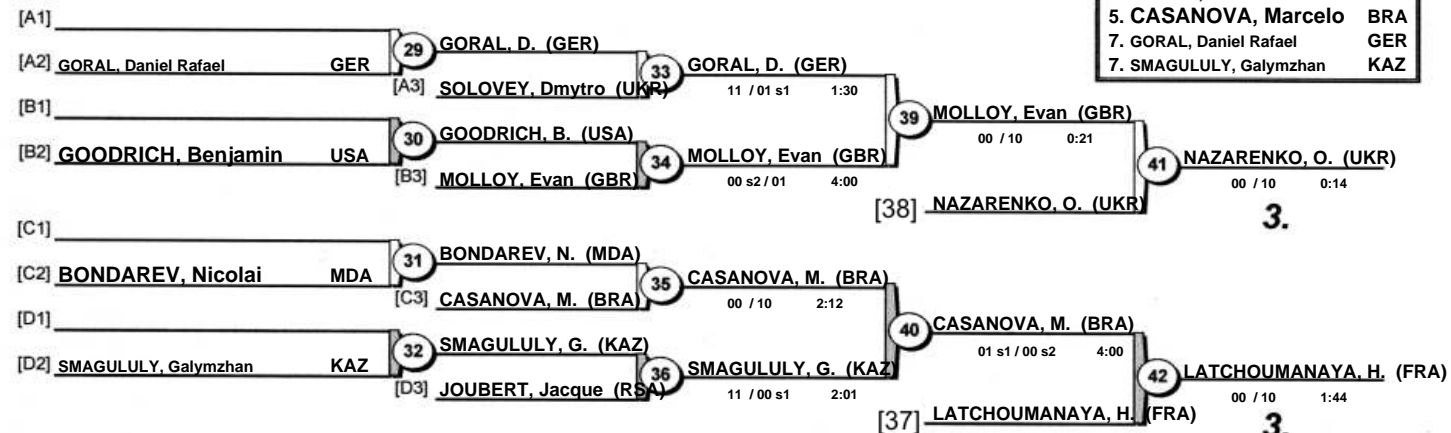 5. CASANOVA, Marcelo BRA
7. GORAL, Daniel Rafael GER
7. SMAGULULY, Galymzhan KAZ
[A1]
[A2] GORAL, Daniel Rafael GER
29 GORAL, D. (GER)
[A3] SOLOVEY, Dmytro (UKR)
33 GORAL, D. (GER)
11 / 01 s1 1:30
[B1]
[B2] GOODRICH, Benjamin USA
30 GOODRICH, B. (USA)
[B3] MOLLOY, Evan (GBR)
34 MOLLOY, Evan (GBR)
00 s2 / 01 4:00
39 MOLLOY, Evan (GBR)
00 / 10 0:21
[38] NAZARENKO, O. (UKR)
41 NAZARENKO, O. (UKR)
00 / 10 0:14
3.
[C1]
[C2] BONDAREV, Nicolai MDA
31 BONDAREV, N. (MDA)
[C3] CASANOVA, M. (BRA)
35 CASANOVA, M. (BRA)
00 / 10 2:12
[D1]
[D2] SMAGULULY, Galymzhan KAZ
32 SMAGULULY, G. (KAZ)
[D3] JOUBERT, Jacque (RSA)
36 SMAGULULY, G. (KAZ)
11 / 00 s1 2:01
40 CASANOVA, M. (BRA)
01 s1 / 00 s2 4:00
[37] LATCHOUMANAYA, H. (FRA)
42 LATCHOUMANAYA, H. (FRA)
00 / 10 1:44
3.